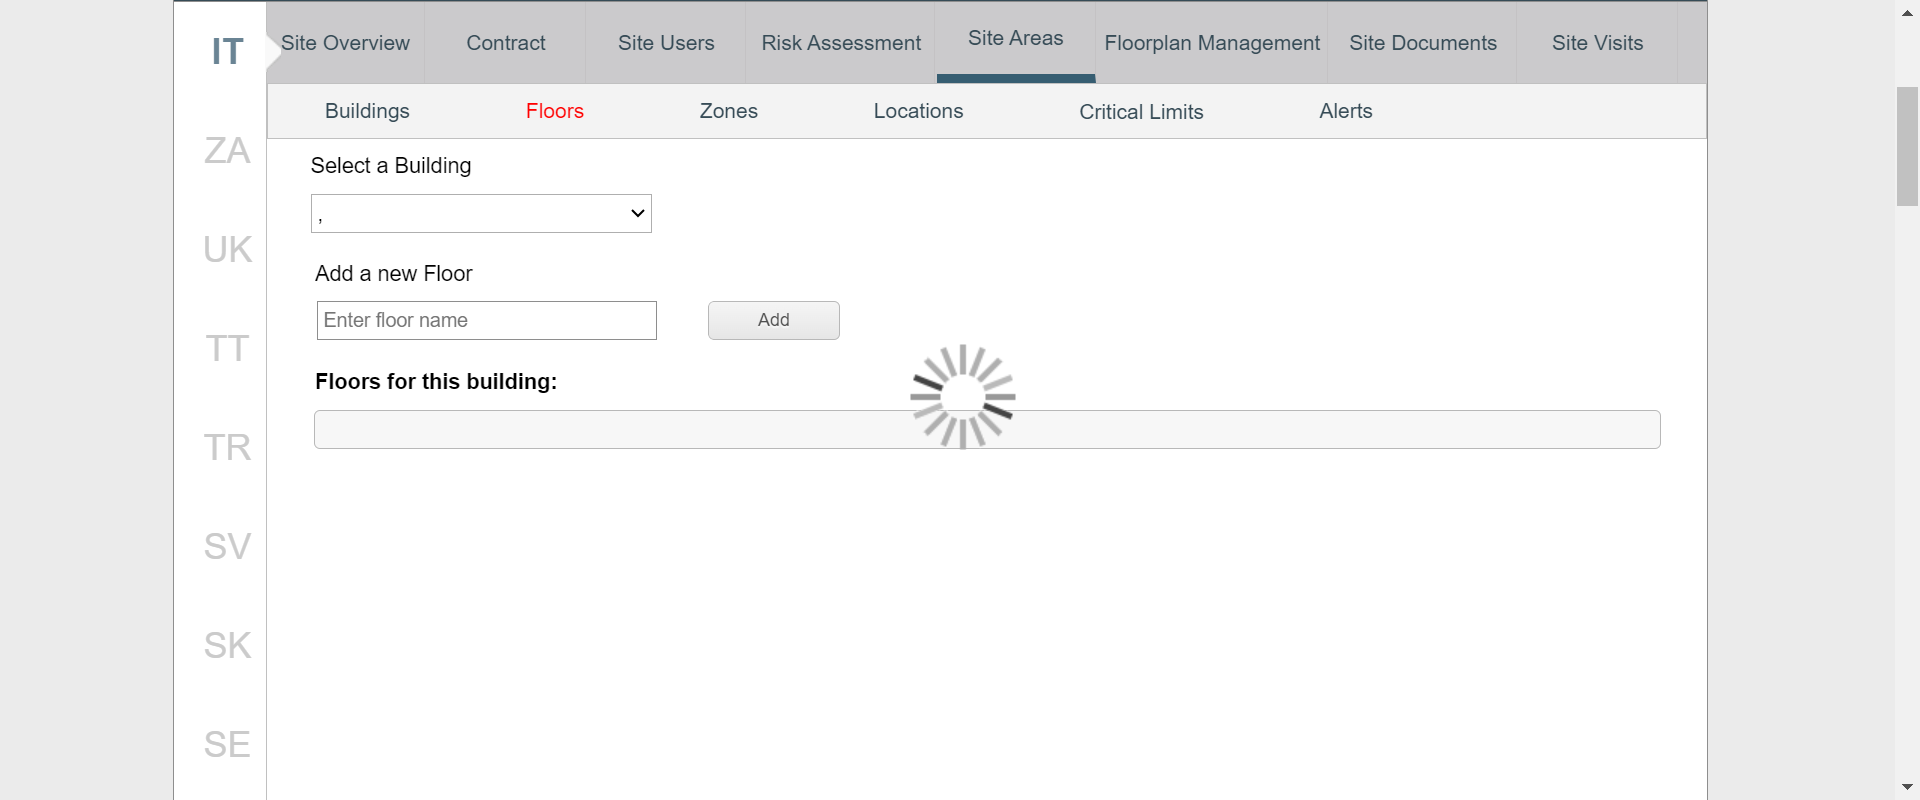 IT
ZA
UK
TT
TR
SV
SK
SE
Site Overview
Contract
Site Users
Risk Assessment
Site Areas
Floorplan Management
Site Documents
Site Visits
Buildings
Floors
Zones
Locations
Critical Limits
Alerts
Select a Building
,
Add a new Floor
Enter floor name
Add
Floors for this building: